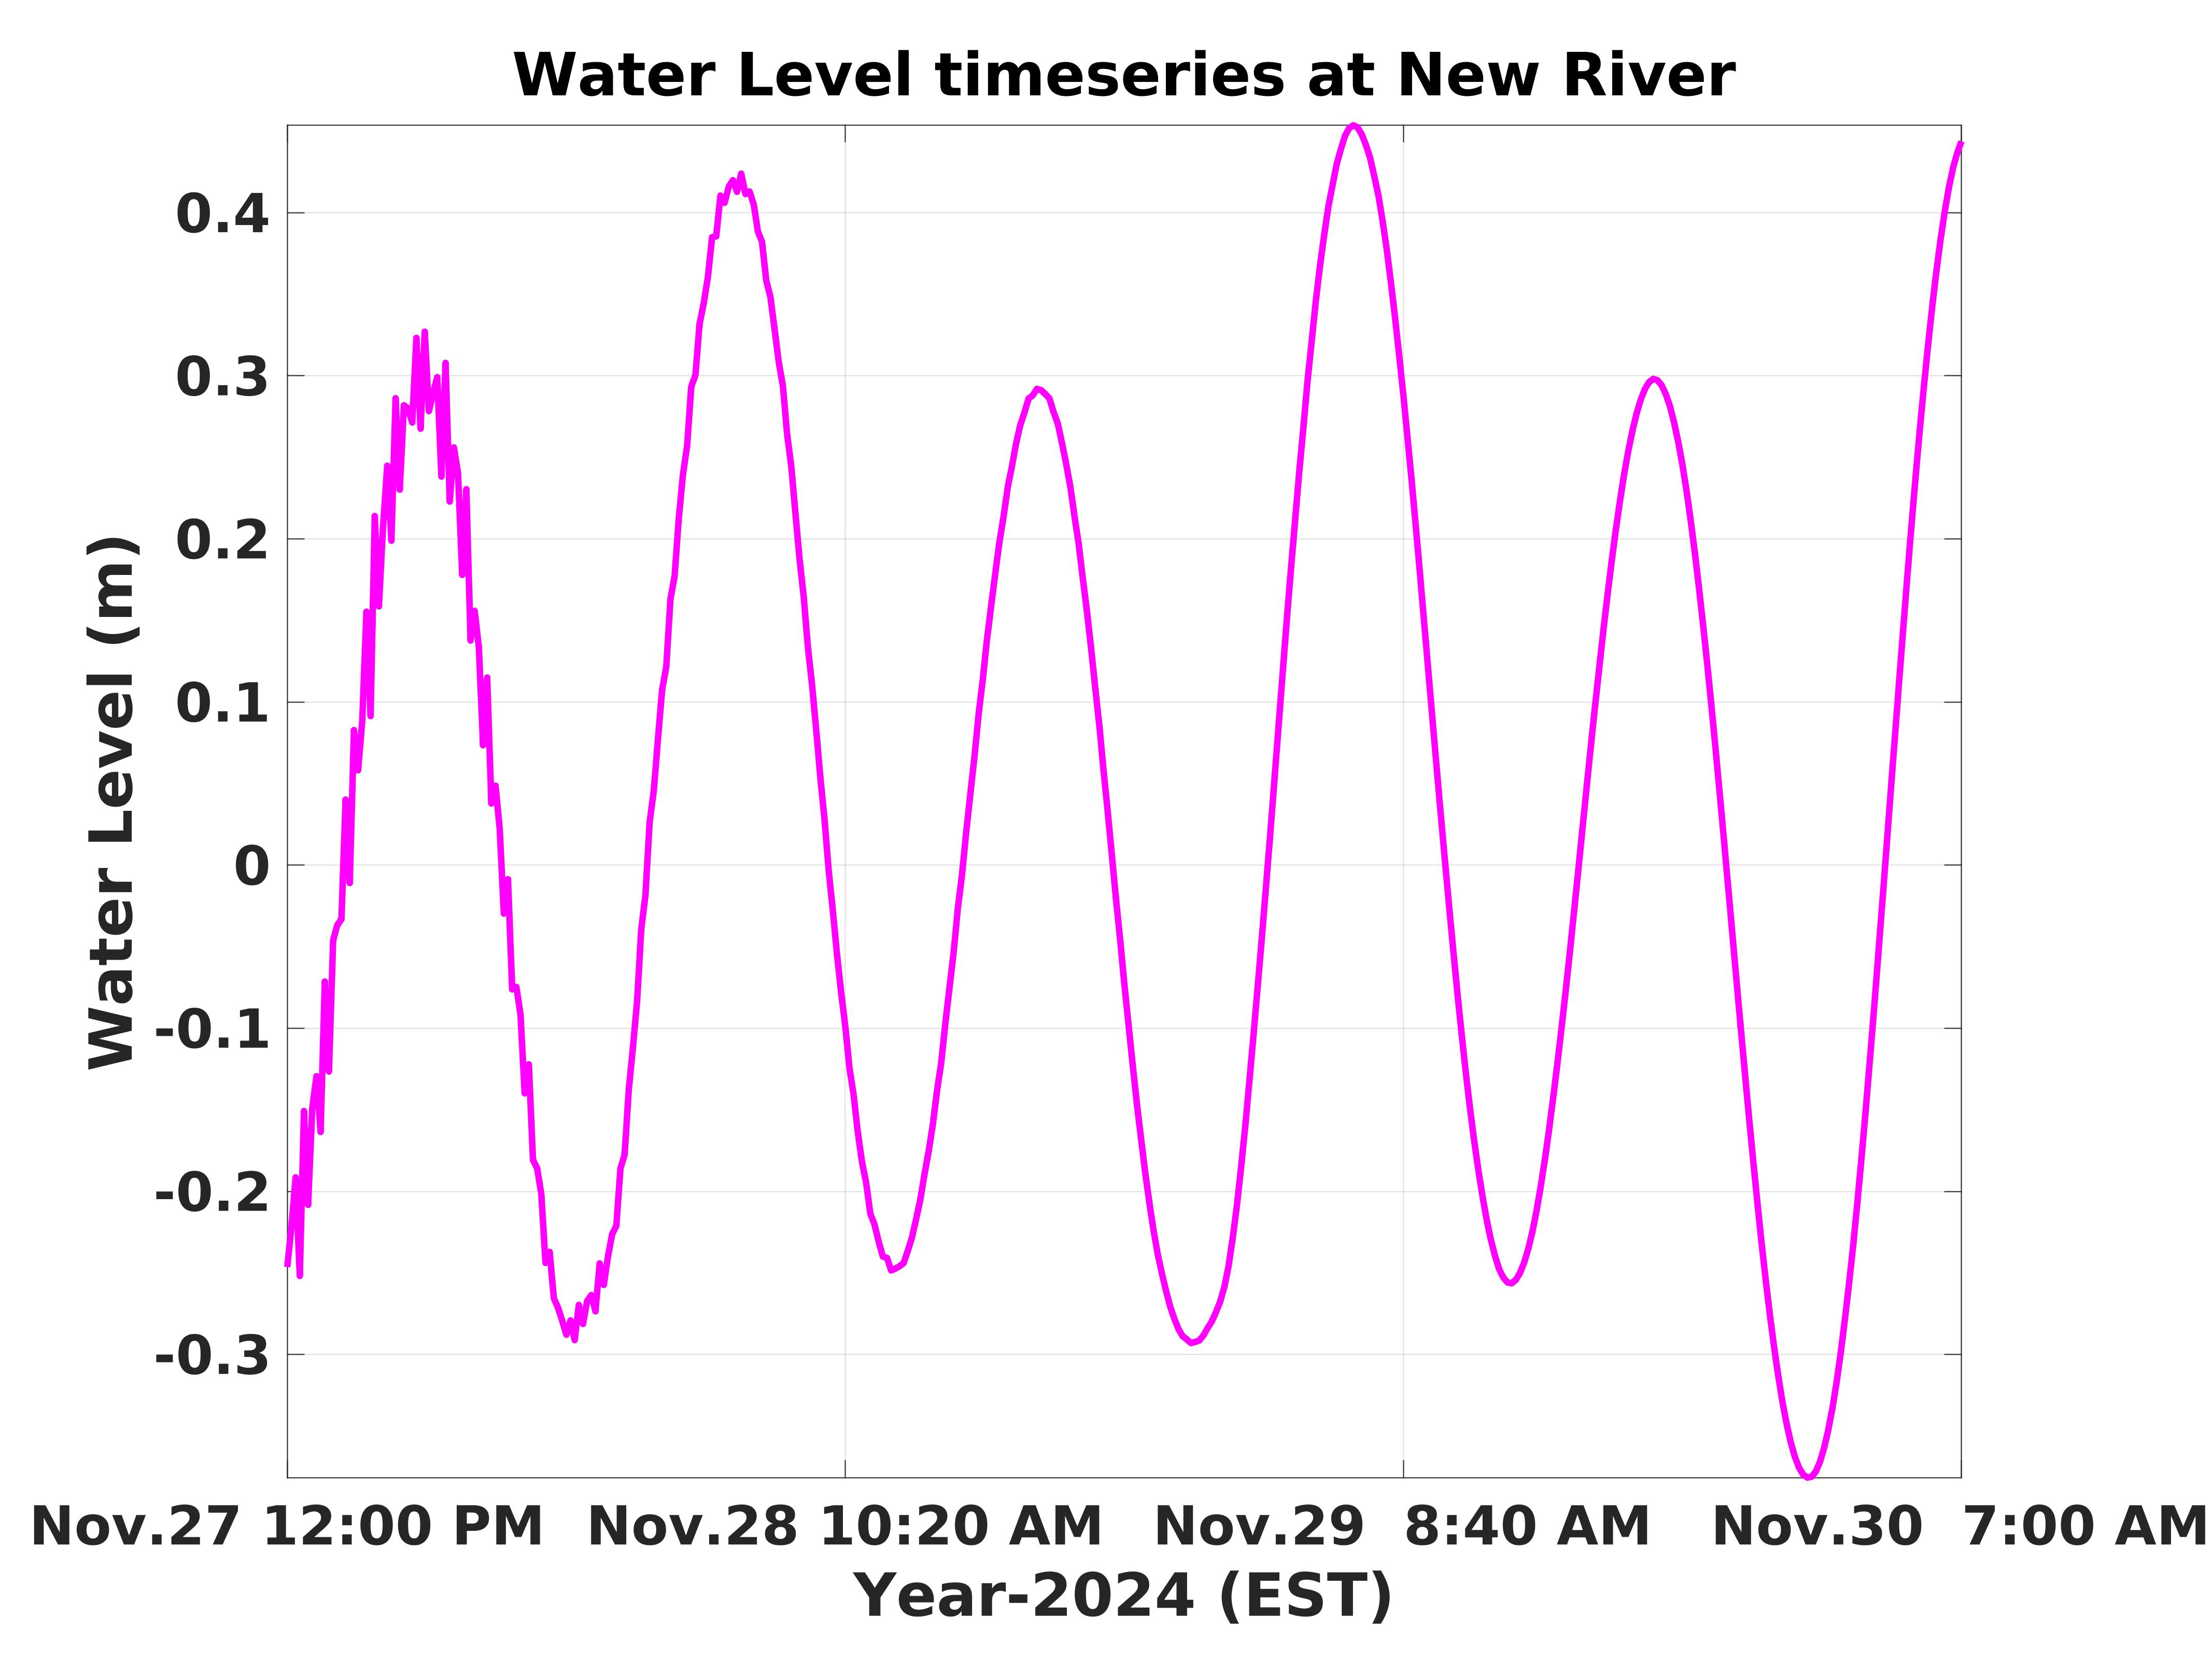 Water Level timeseries at New River
0.4
0.3
0.2
0.1
0
-0.1
-0.2
-0.3
Water Level (m)
Nov.27 12:00 PM Nov.28 10:20 AM Nov.29 8:40 AM Nov.30 7:00 AM
Year-2024 (EST)